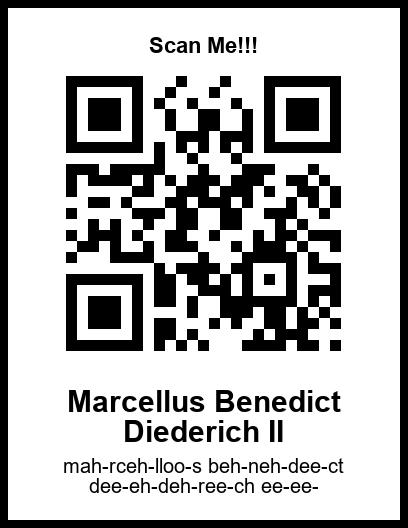 Scan Me!!!
Marcellus Benedict
Diederich II
mah-rceh-lloo-s beh-neh-dee-ct
dee-eh-deh-ree-ch ee-ee-